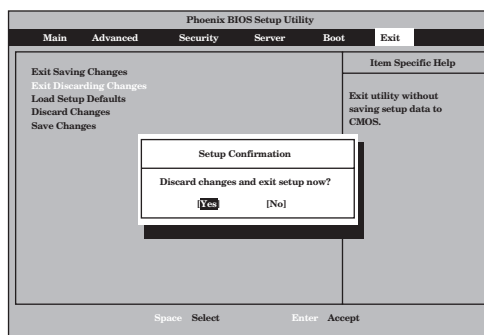 Phoenix BIOS Setup Utility
Main Advanced Security Server Boot Exit
Exit Saving Changes
Exit Discarding Changes
Load Setup Defaults
Discard Changes
Save Changes
Item Specific Help
Exit utility without
saving setup data to
CMOS.
Setup Confirmation
Discard changes and exit setup now?
[Yes] [No]
Space Select Enter Accept